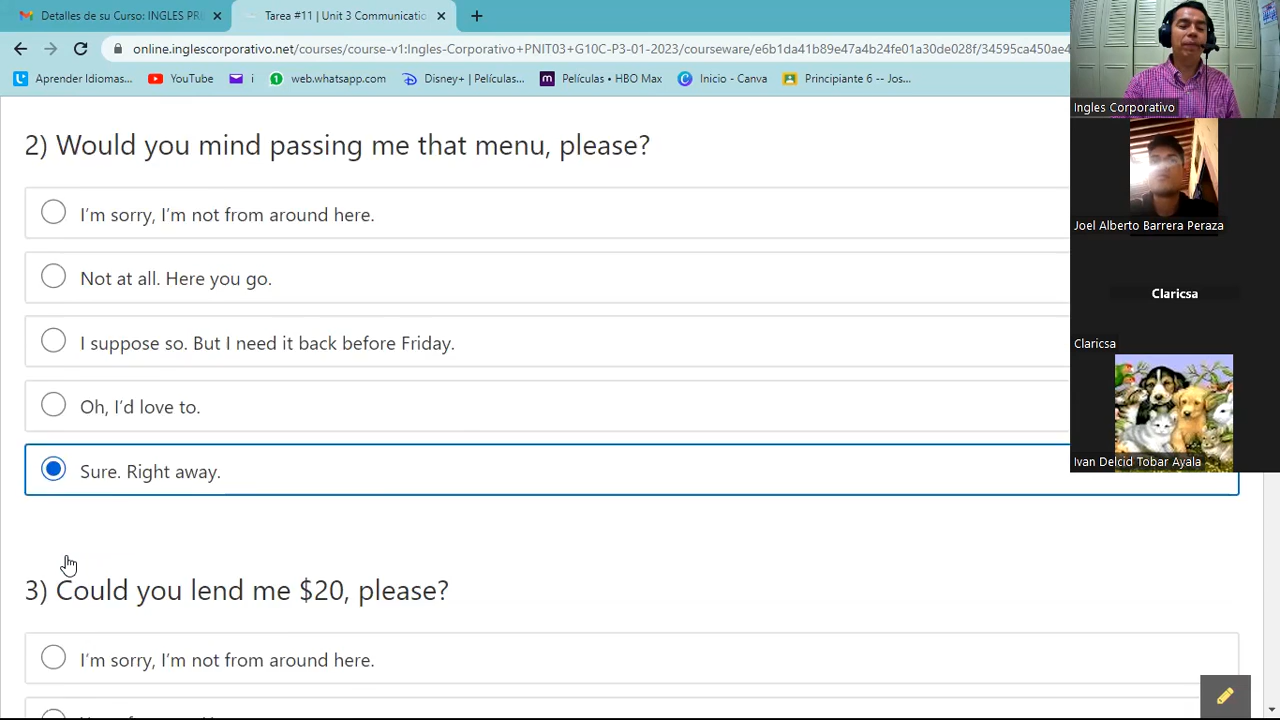 Detalles de su Curso: INGLES PRI
Tarea #11 | Unit 3 Communicatio
online.inglescorporativo.net/courses/course-v1:Ingles-Corporativo+PNIT03+G10C-P3-01-2023/courseware/e6b1da41b89e47a4b24fe01a30de028f/34595ca450ae4
Aprender Idiomas...
YouTube
i
web.whatsapp.com...
Disney+ | Películas...
Películas • HBO Max
Inicio - Canva
Principiante 6 -- Jos...
2) Would you mind passing me that menu, please?
I'm sorry, I'm not from around here.
Not at all. Here you go.
I suppose so. But I need it back before Friday.
Oh, I'd love to.
Sure. Right away.
3) Could you lend me $20, please?
I'm sorry, I'm not from around here.
Ingles Corporativo
Joel Alberto Barrera Peraza
Claricsa
Claricsa
Ivan Delcid Tobar Ayala